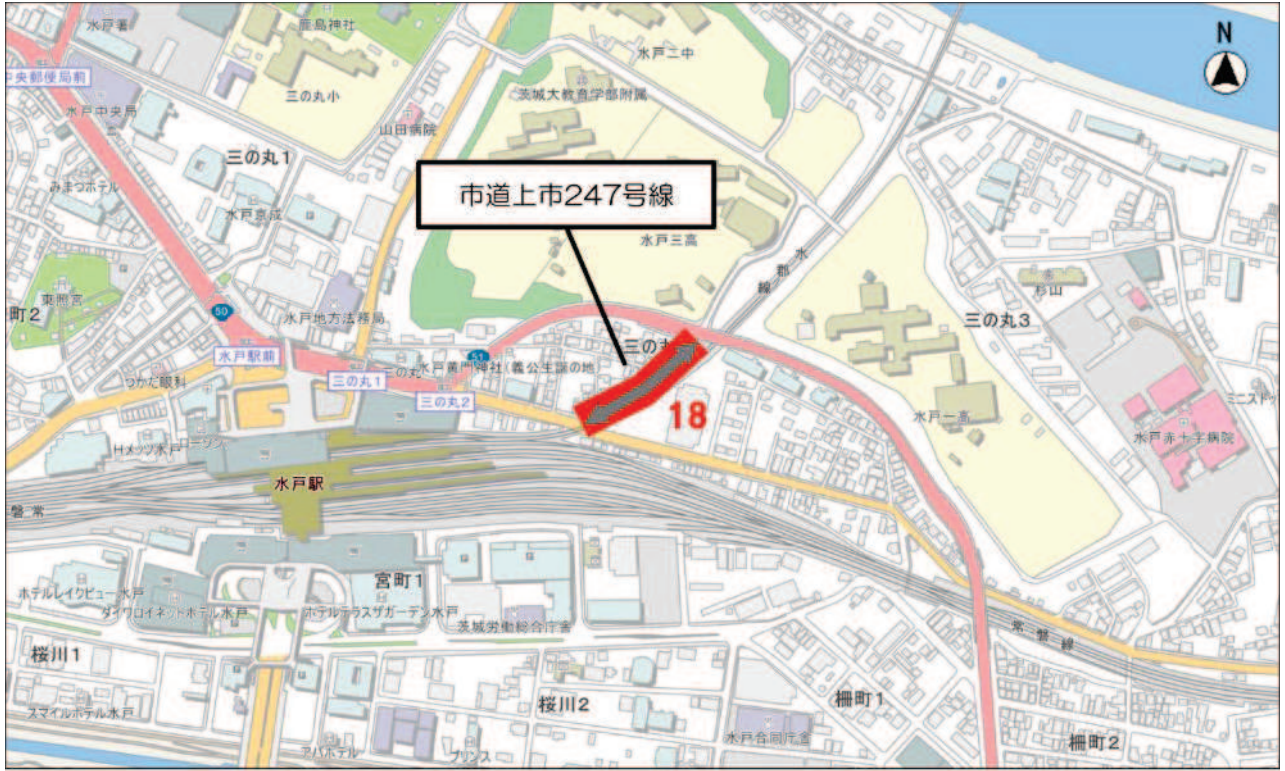 水戸署
鹿島神社
水戸二中
N
中央郵便局前
三の丸小
茨城大教育学部附属
水戸中央局
山田病院
三の丸1
市道上市247号線
みまつホテル
水戸京成
水戸三高
水郡線
杉山
東照宮
町2
50
水戸地方法務局
三の丸3
水戸駅前
51
三の丸
水戸黄門神社(義公生誕の地
つかだ眼科
三の丸1
三の丸2
18
水戸一高
ミニストッ
水戸赤十字病院
Hメッツ水戸
ローソン
水戸駅
常磐
宮町1
ホテルレイクビュー水戸
ダイワロイネットホテル水戸
ホテルテラスザガーデン水戸
茨城労働総合庁舎
常磐線
桜川1
桜川2
柵町1
スマイルホテル水戸
アパホテル
プリンス
水戸合同庁舎
柵町2